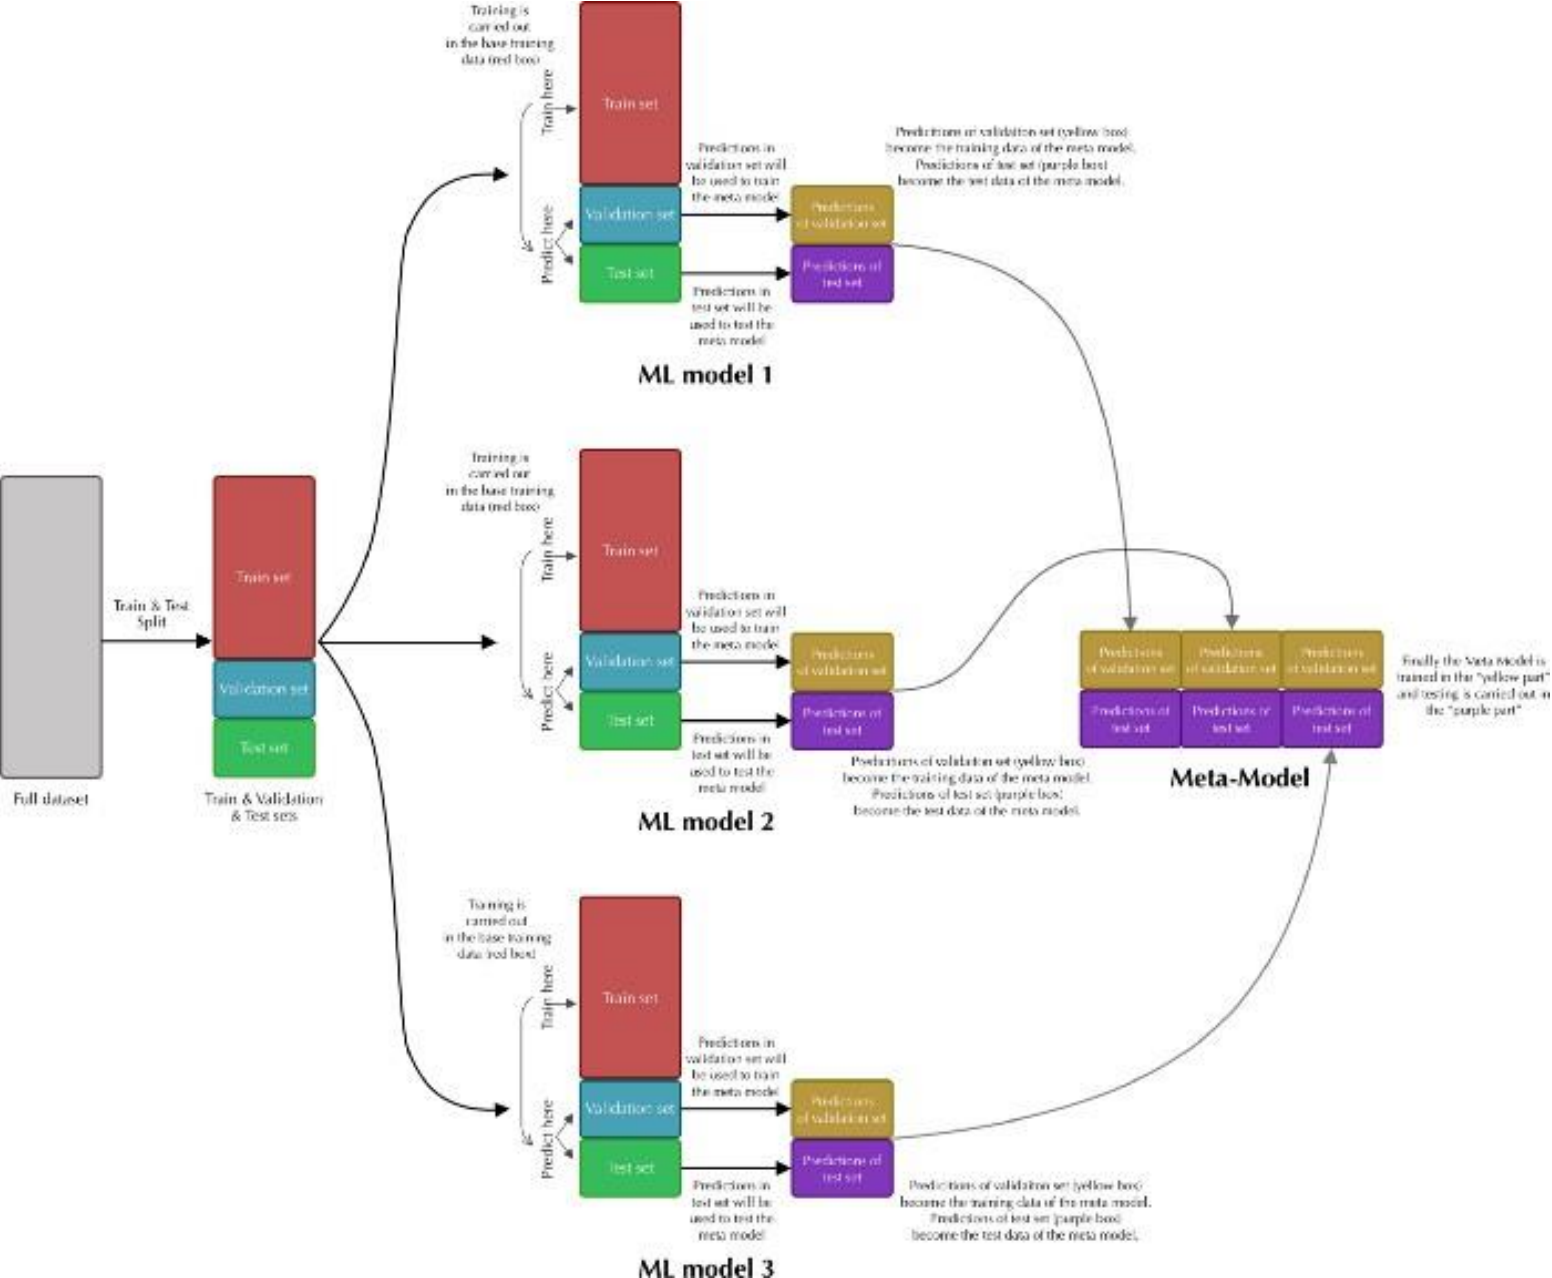 Training is
carried out
in the base training
data (red box)
Train here
Predict here
Train set
Validation set
Test set
Predictions in
validation set will
be used to train
the meta model
Predictions in
test set will be
used to test the
meta model
Predictions
of validation set
Predictions of
test set
Predicitions of validaiton set (yellow box)
become the training data of the meta model.
Predicitions of test set (purple box)
become the test data of the meta model.
ML model 1
Full dataset
Train & Test
Split
Train set
Validation set
Test set
Train & Validation
& Test sets
Training is
carried out
in the base training
data (red box)
Train here
Predict here
Train set
Validation set
Test set
Predictions in
validation set will
be used to train
the meta model
Predictions in
test set will be
used to test the
meta model
Predictions
of validation set
Predictions of
test set
Predicitions of validaiton set (yellow box)
become the training data of the meta model.
Predicitions of test set (purple box)
become the test data of the meta model.
ML model 2
Predictions
of validation set
Predictions
of validation set
Predictions
of validation set
Predictions of
test set
Predictions of
test set
Predictions of
test set
Meta-Model
Finally the Meta Model is
trained in the "yellow part"
and testing is carried out in
the "purple part"
Training is
carried out
in the base training
data (red box)
Train here
Predict here
Train set
Validation set
Test set
Predictions in
validation set will
be used to train
the meta model
Predictions in
test set will be
used to test the
meta model
Predictions
of validation set
Predictions of
test set
Predicitions of validaiton set (yellow box)
become the training data of the meta model.
Predicitions of test set (purple box)
become the test data of the meta model.
ML model 3